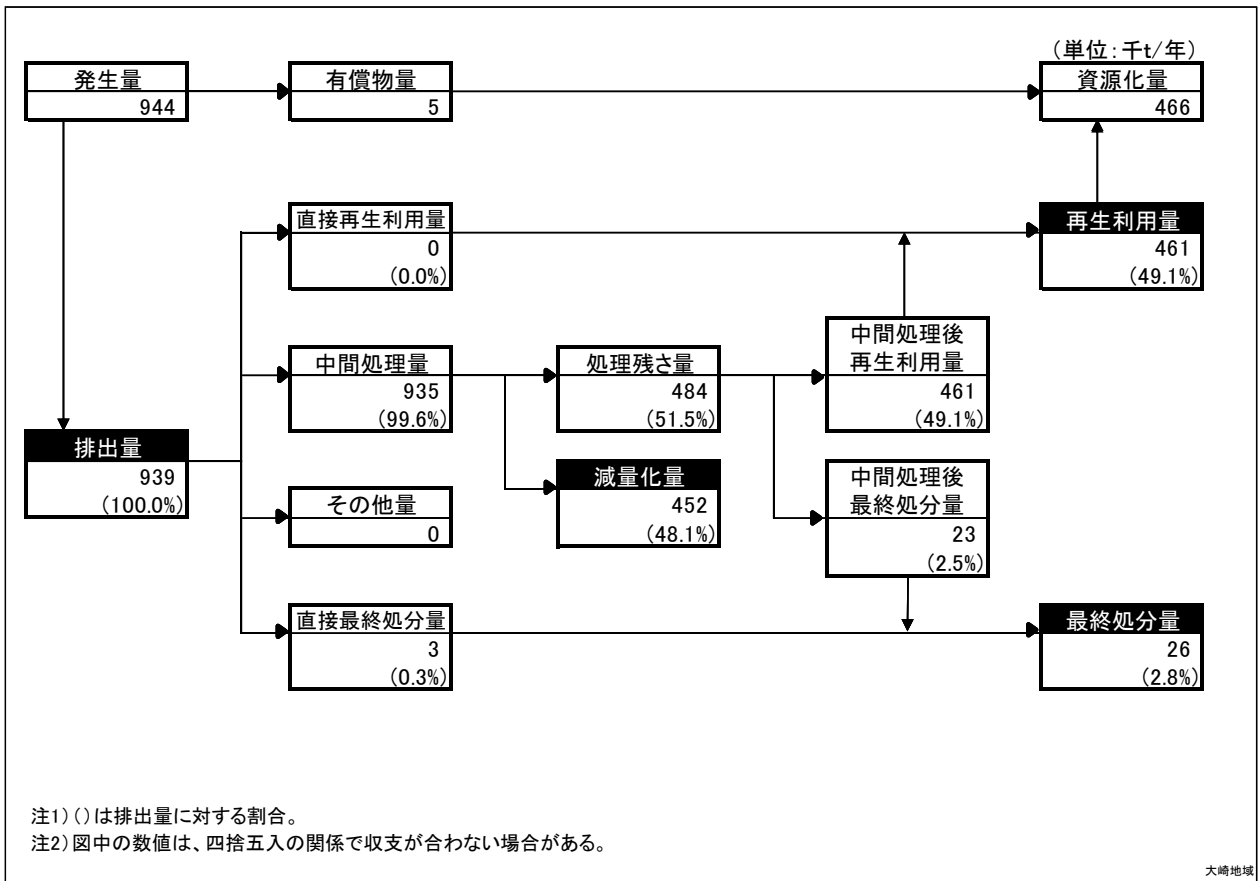 (単位:千t/年)
発生量
944
有償物量
5
資源化量
466
直接再生利用量
0
(0.0%)
再生利用量
461
(49.1%)
中間処理量
935
(99.6%)
処理残さ量
484
(51.5%)
中間処理後
再生利用量
461
(49.1%)
排出量
939
(100.0%)
減量化量
452
(48.1%)
中間処理後
最終処分量
23
(2.5%)
その他量
0
直接最終処分量
3
(0.3%)
最終処分量
26
(2.8%)
注1)()は排出量に対する割合。
注2)図中の数値は、四捨五入の関係で収支が合わない場合がある。
大崎地域